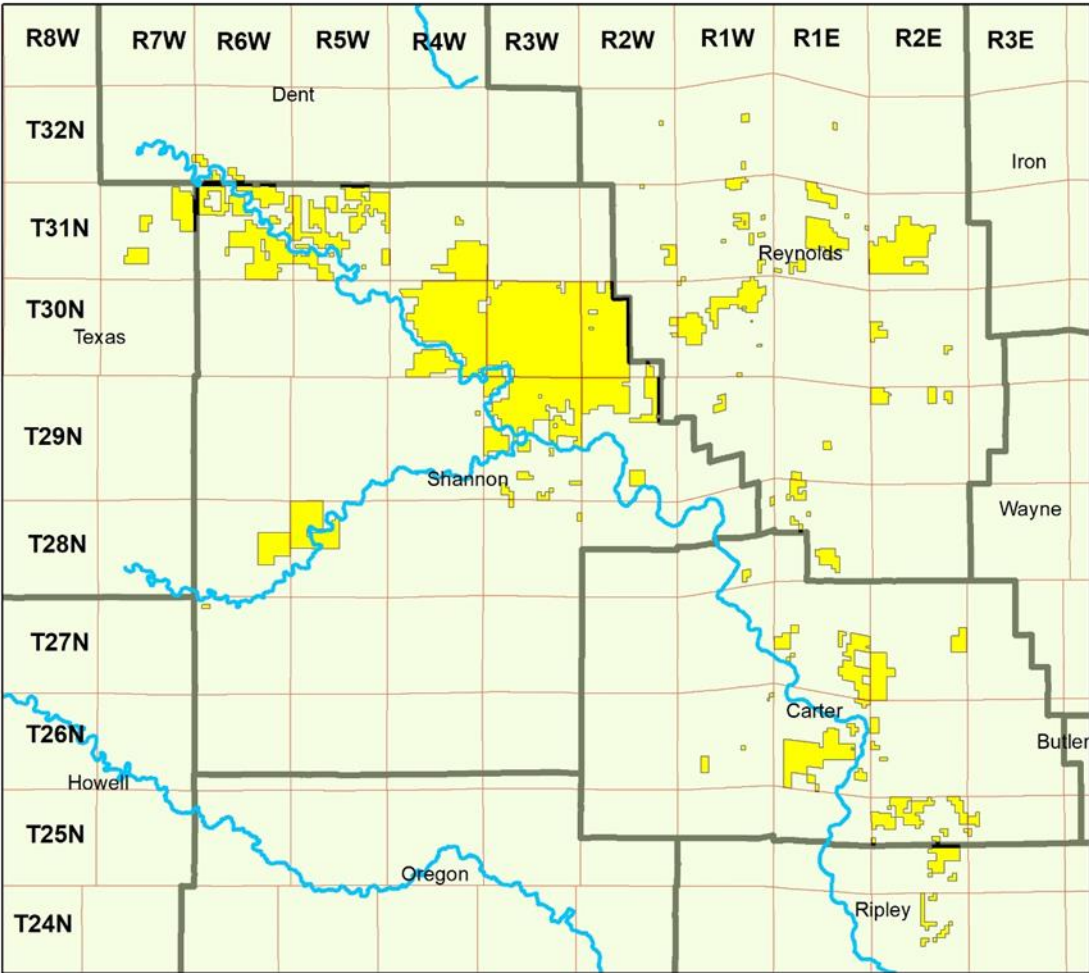 R8W R7W R6W R5W R4W R3W R2W R1W R1E R2E R3E
Dent
T32N
Iron
T31N
Reynolds
T30N
Texas
T29N
Shannon
Wayne
T28N
T27N
Carter
T26N
Butler
Howell
T25N
Oregon
Ripley
T24N